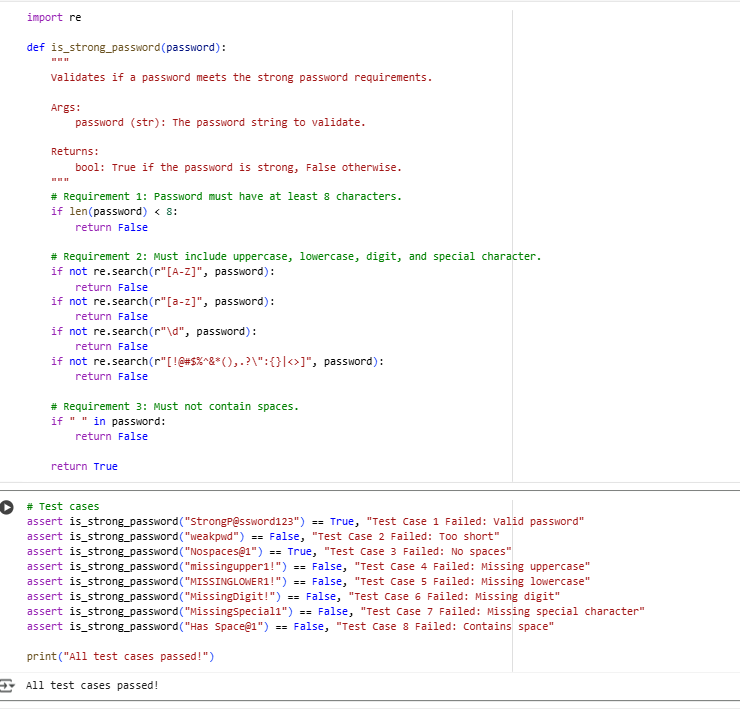 import re
def is_strong_password(password):
"""
Validates if a password meets the strong password requirements.
Args:
password (str): The password string to validate.
Returns:
bool: True if the password is strong, False otherwise.
"""
# Requirement 1: Password must have at least 8 characters.
if len(password) < 8:
return False
# Requirement 2: Must include uppercase, lowercase, digit, and special character.
if not re.search(r"[A-Z]", password):
return False
if not re.search(r"[a-z]", password):
return False
if not re.search(r"\d", password):
return False
if not re.search(r"[!@#$%^&*(),.?\":{}|<>]", password):
return False
# Requirement 3: Must not contain spaces.
if " " in password:
return False
return True
# Test cases
assert is_strong_password("StrongP@ssword123") == True, "Test Case 1 Failed: Valid password"
assert is_strong_password("weakpwd") == False, "Test Case 2 Failed: Too short"
assert is_strong_password("Nospaces@1") == True, "Test Case 3 Failed: No spaces"
assert is_strong_password("missingupper1!") == False, "Test Case 4 Failed: Missing uppercase"
assert is_strong_password("MISSINGLOWER1!") == False, "Test Case 5 Failed: Missing lowercase"
assert is_strong_password("MissingDigit!") == False, "Test Case 6 Failed: Missing digit"
assert is_strong_password("MissingSpecial1") == False, "Test Case 7 Failed: Missing special character"
assert is_strong_password("Has Space@1") == False, "Test Case 8 Failed: Contains space"
print("All test cases passed!")
All test cases passed!